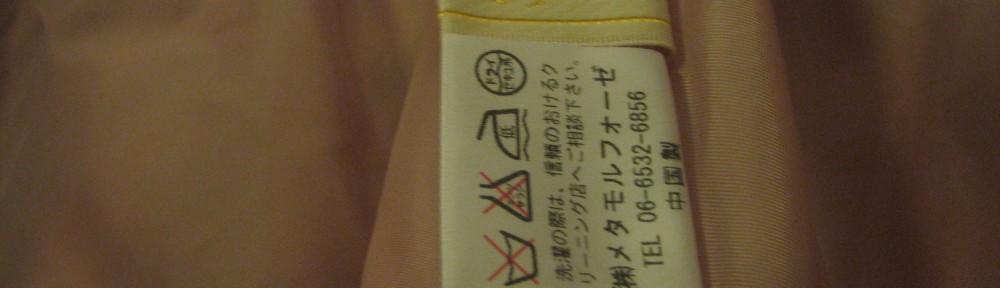 低
ドライ
セキユ系
洗濯の際は、信頼のおけるク
リーニング店へご相談下さい。
㈱メタモルフォーゼ
TEL 06-6532-6856
中国製